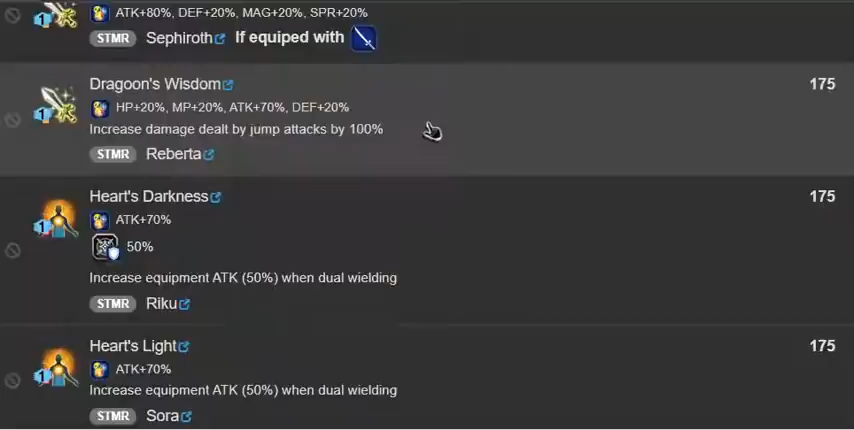 ATK+80%, DEF+20%, MAG+20%, SPR+20%
STMR Sephiroth If equiped with
Dragoon's Wisdom 175
1 HP+20%, MP+20%, ATK+70%, DEF+20%
Increase damage dealt by jump attacks by 100%
STMR Reberta
Heart's Darkness 175
1 ATK+70%
50%
Increase equipment ATK (50%) when dual wielding
STMR Riku
Heart's Light 175
1 ATK+70%
Increase equipment ATK (50%) when dual wielding
STMR Sora